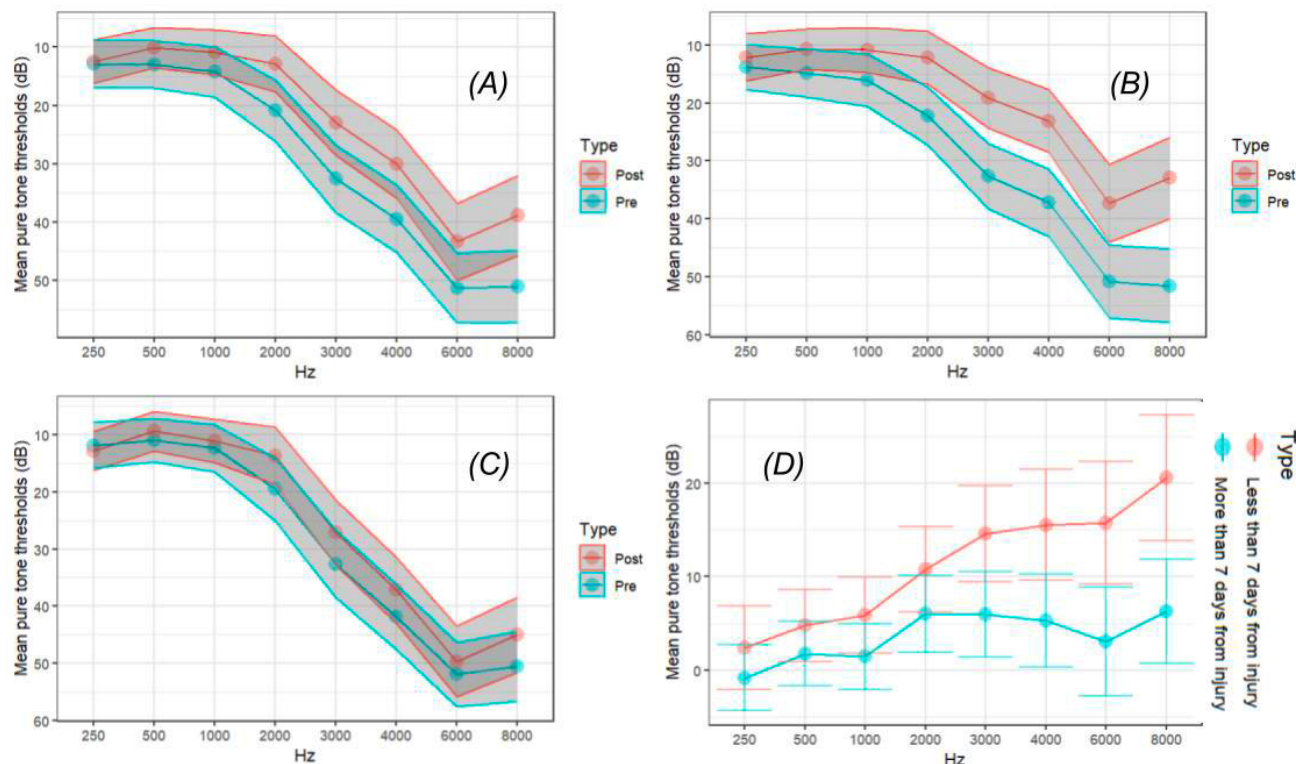 (A)
Mean pure tone thresholds (dB)
10
20
30
40
50
250 500 1000 2000 3000 4000 6000 8000
Hz
Type
Post
Pre
(B)
Mean pure tone thresholds (dB)
10
20
30
40
50
60
250 500 1000 2000 3000 4000 6000 8000
Hz
Type
Post
Pre
(C)
Mean pure tone thresholds (dB)
10
20
30
40
50
60
250 500 1000 2000 3000 4000 6000 8000
Hz
Type
Post
Pre
(D)
Mean pure tone thresholds (dB)
20
10
0
250 500 1000 2000 3000 4000 6000 8000
Hz
Type
Less than 7 days from injury
More than 7 days from injury